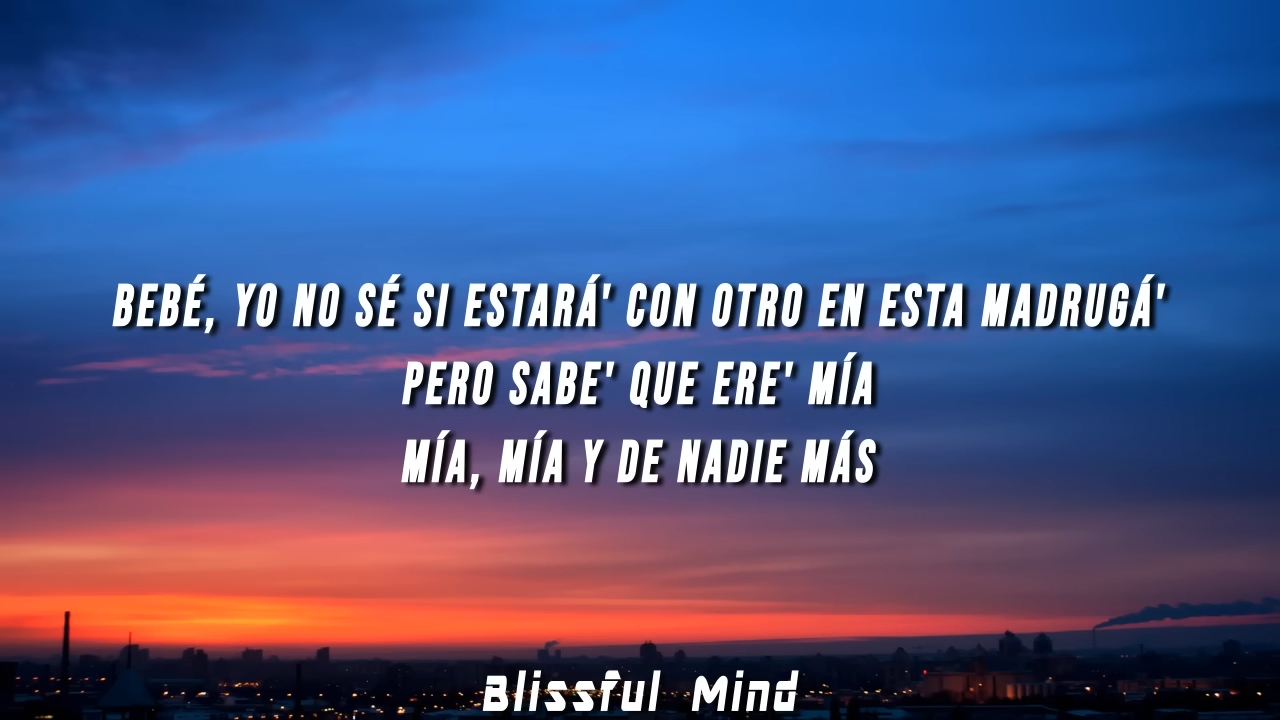 BEBÉ, YO NO SÉ SI ESTARÁ' CON OTRO EN ESTA MADRUGÁ'
PERO SABE' QUE ERE' MÍA
MÍA, MÍA Y DE NADIE MÁS
Blissful Mind